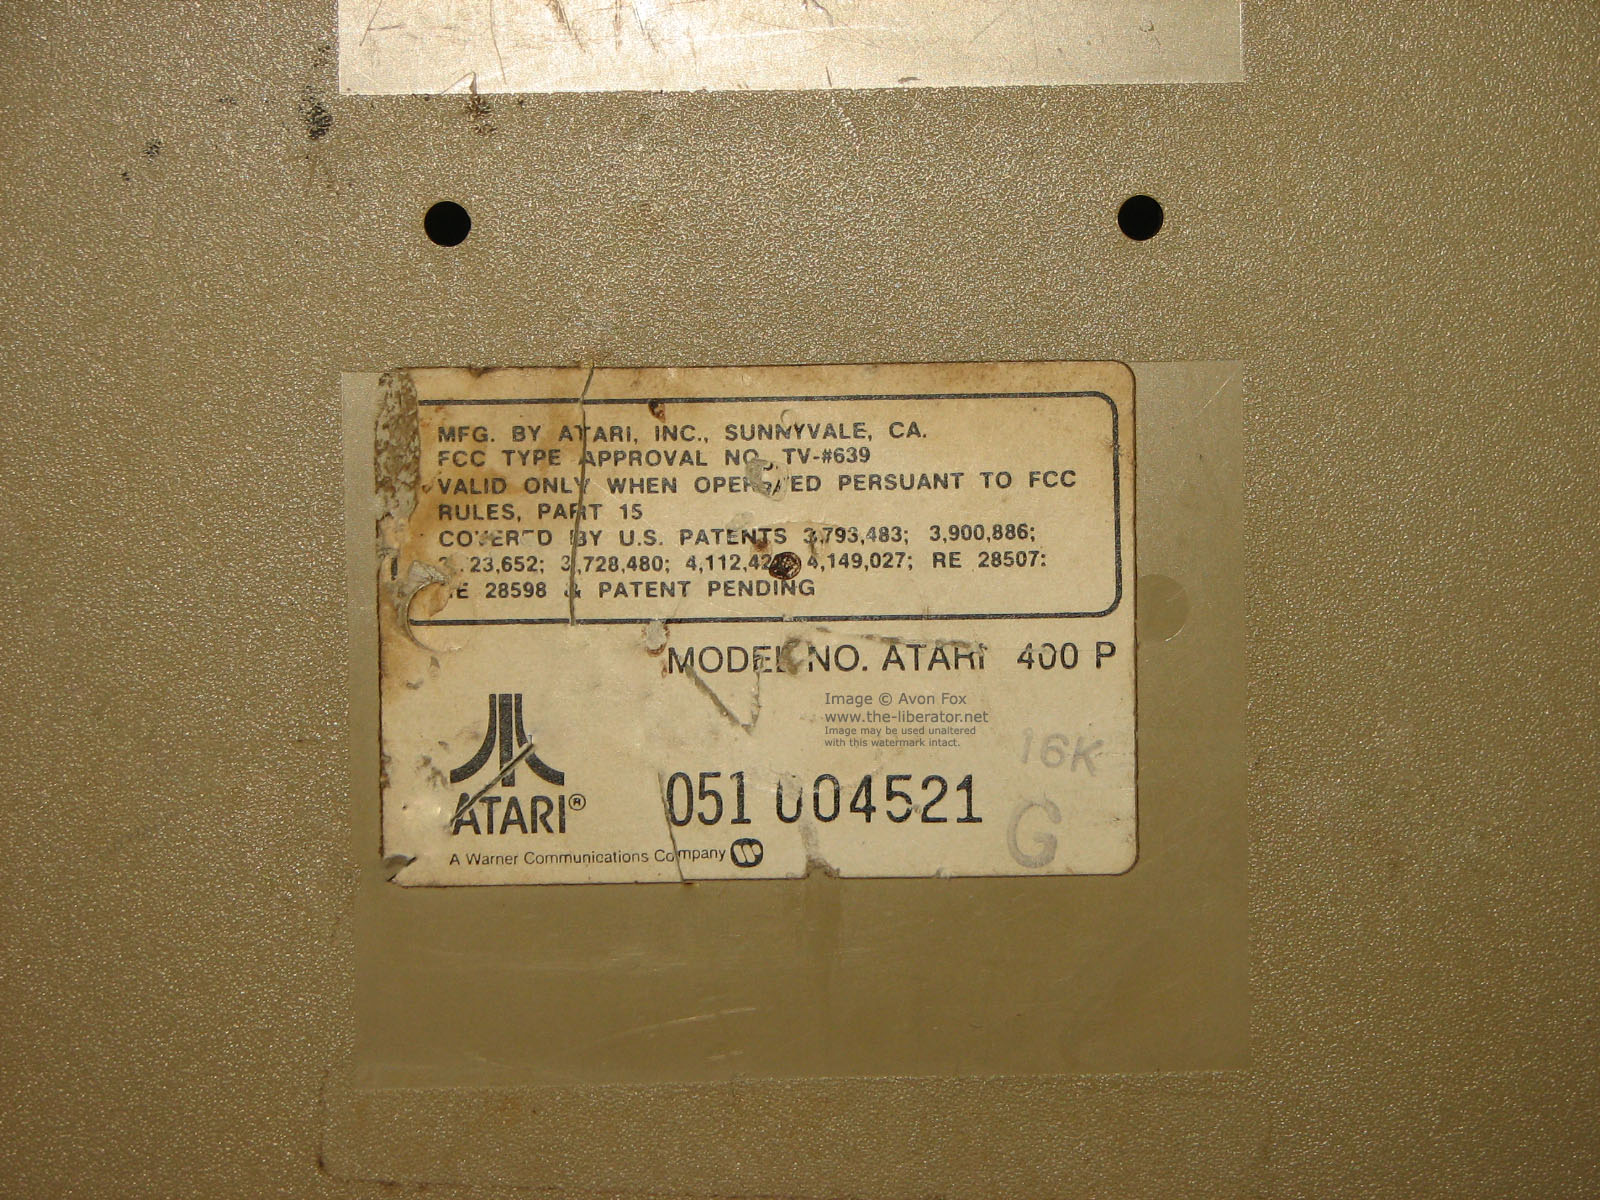 MFG. BY ATARI, INC., SUNNYVALE, CA.
FCC TYPE APPROVAL NO. TV-#639
VALID ONLY WHEN OPERATED PERSUANT TO FCC
RULES, PART 15
COVERED BY U.S. PATENTS 3,793,483; 3,900,886;
3,728,480; 4,149,027; RE 28507:
RE 28598 & PATENT PENDING
MODEL NO. ATARI 400 P
Image © Avon Fox
www.the-liberator.net
Image may be used unaltered
with this watermark intact.
16K
051 004521
G
ATARI®
A Warner Communications Company